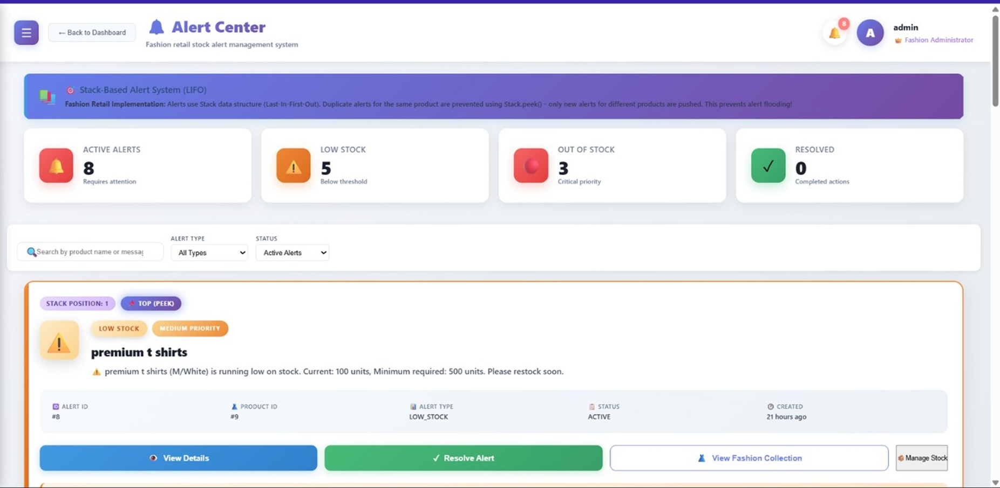 ☰
← Back to Dashboard
Alert Center
Fashion retail stock alert management system
8
A
admin
Fashion Administrator
Stack-Based Alert System (LIFO)
Fashion Retail Implementation: Alerts use Stack data structure (Last-In-First-Out). Duplicate alerts for the same product are prevented using Stack.peek() - only new alerts for different products are pushed. This prevents alert flooding!
ACTIVE ALERTS
8
Requires attention
LOW STOCK
5
Below threshold
OUT OF STOCK
3
Critical priority
RESOLVED
0
Completed actions
Search by product name or messag
ALERT TYPE
All Types
STATUS
Active Alerts
STACK POSITION: 1
TOP (PEEK)
LOW STOCK
MEDIUM PRIORITY
premium t shirts
premium t shirts (M/White) is running low on stock. Current: 100 units, Minimum required: 500 units. Please restock soon.
ALERT ID
#8
PRODUCT ID
#9
ALERT TYPE
LOW_STOCK
STATUS
ACTIVE
CREATED
21 hours ago
View Details
✓ Resolve Alert
View Fashion Collection
Manage Stock